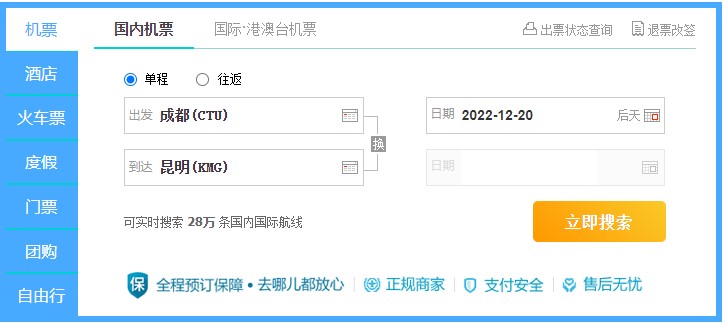 机票
酒店
火车票
度假
门票
团购
自由行
国内机票 国际·港澳台机票 出票状态查询 退票改签
单程 往返
出发 成都(CTU) 日期 2022-12-20 后天
换
到达 昆明(KMG) 日期
可实时搜索 28万 条国内国际航线 立即搜索
保 全程预订保障·去哪儿都放心 正规商家 支付安全 售后无忧